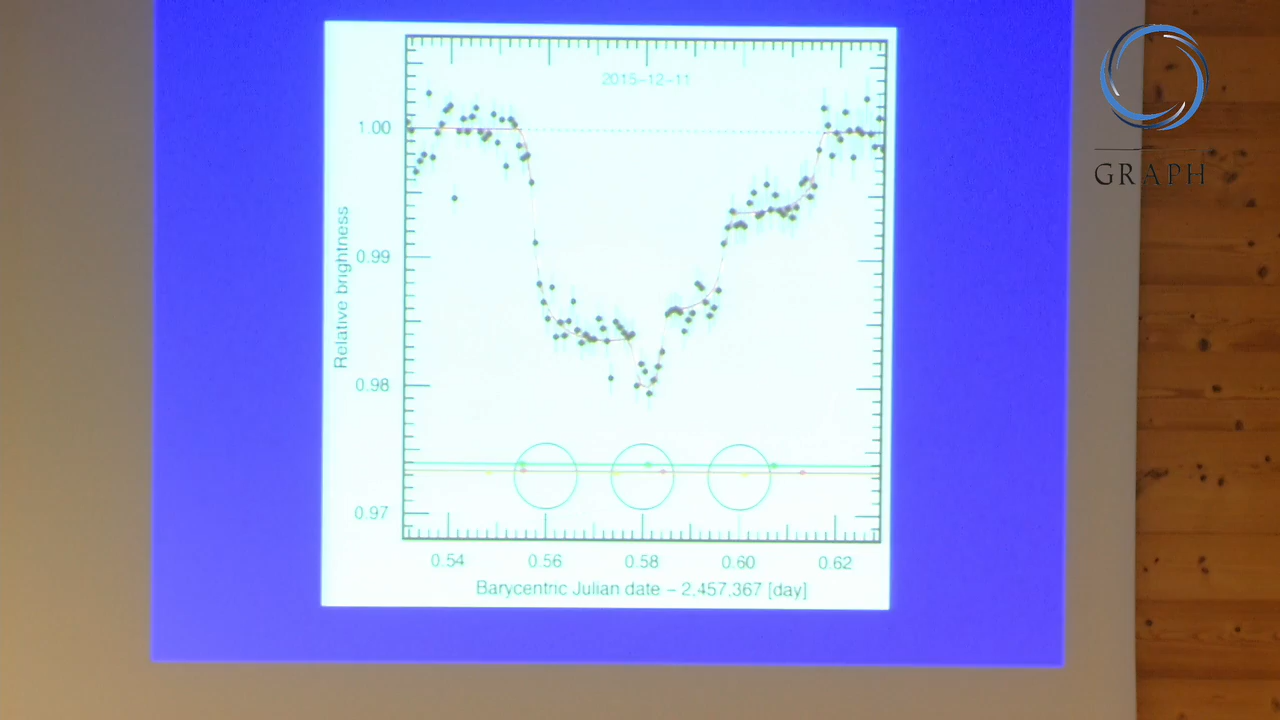 2015-12-11
1.00
0.99
0.98
0.97
Relative brightness
0.54 0.56 0.58 0.60 0.62
Barycentric Julian date - 2,457,367 [day]
GRAPH